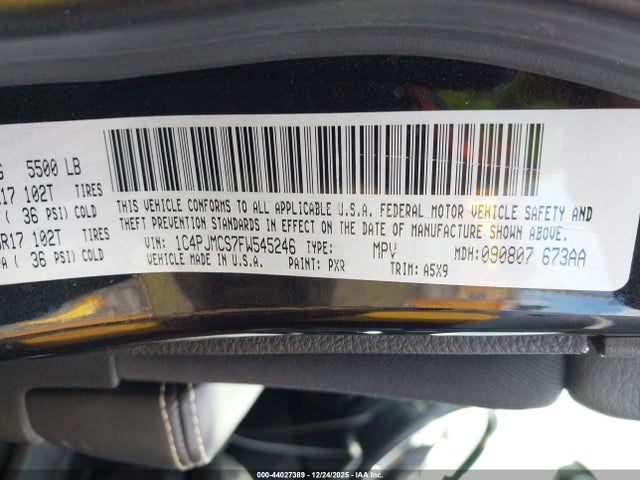 G 5500 LB
R17 102T TIRES
( 36 PSI) COLD
R17 102T TIRES
PA ( 36 PSI) COLD
THIS VEHICLE CONFORMS TO ALL APPLICABLE U.S.A. FEDERAL MOTOR VEHICLE SAFETY AND
THEFT PREVENTION STANDARDS IN EFFECT ON THE DATE OF MANUFACTURE SHOWN ABOVE.
VIN: 1C4PJMCS7FW545246 TYPE: MPV MDH: 090807 673AA
VEHICLE MADE IN U.S.A. PAINT: PXR TRIM: A5X9
000-44027389 - 12/24/2025 - IAA Inc.